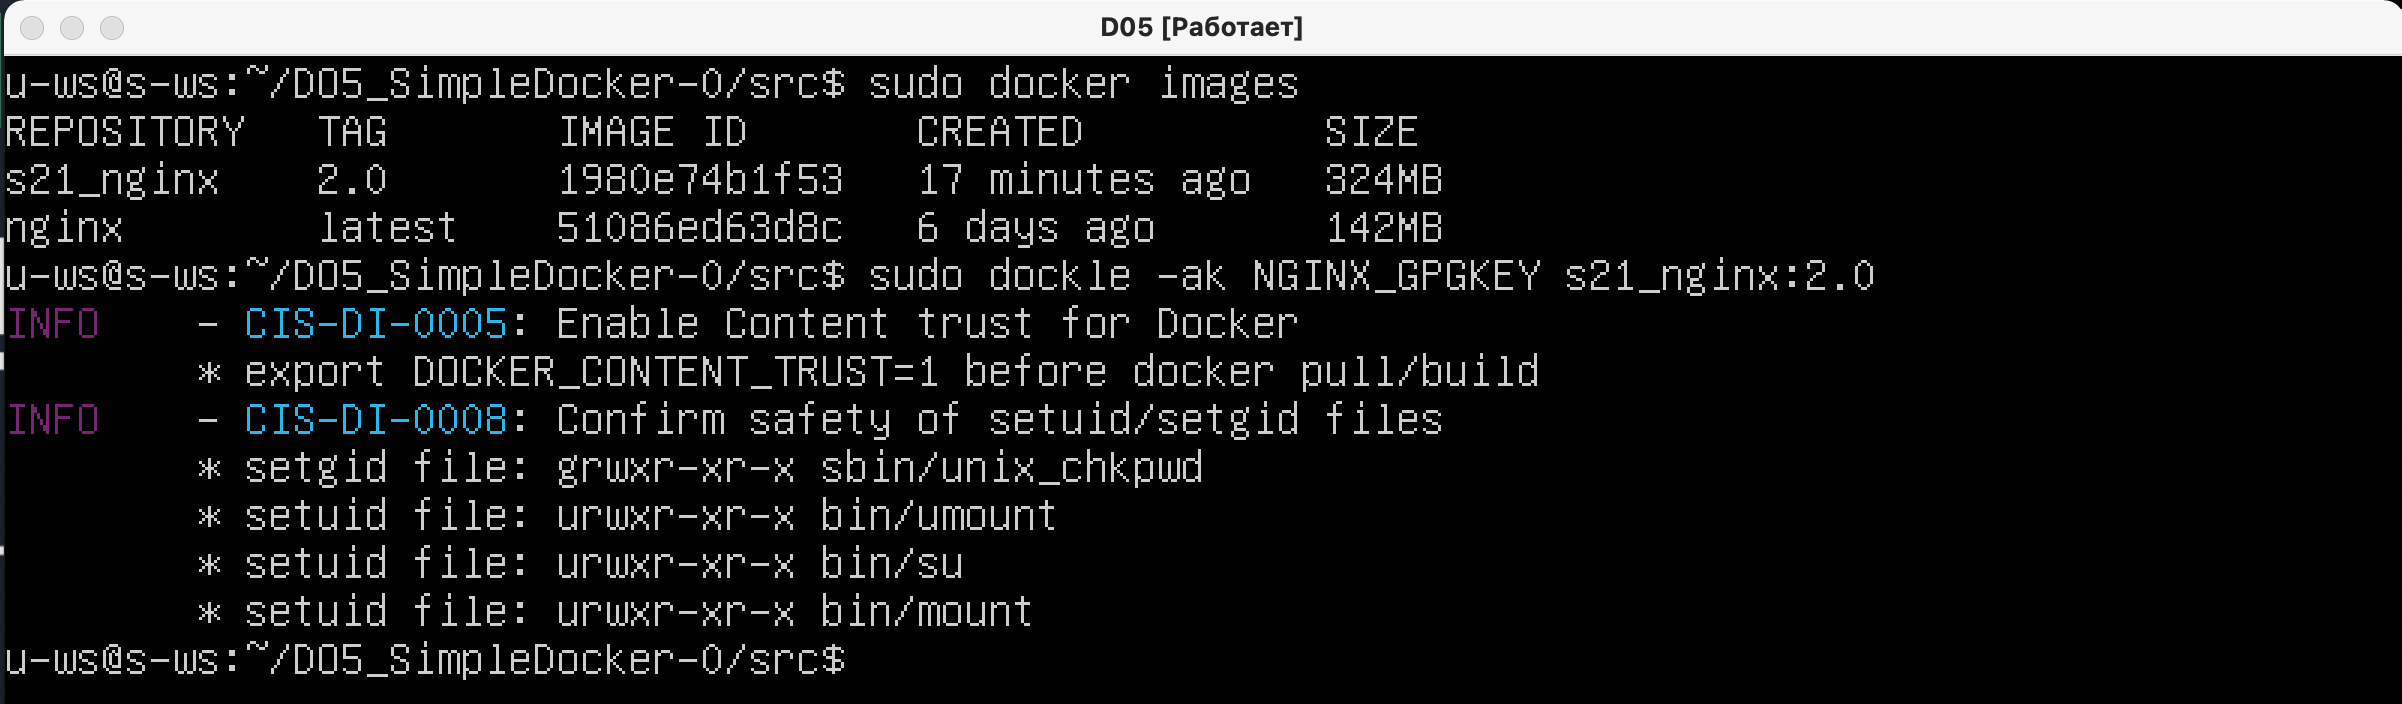 DO5 [Работает]
u-ws@s-ws:~/DO5_SimpleDocker-0/src$ sudo docker images
REPOSITORY   TAG       IMAGE ID       CREATED          SIZE
s21_nginx    2.0       1980e74b1f53   17 minutes ago   324MB
nginx        latest    51086ed63d8c   6 days ago       142MB
u-ws@s-ws:~/DO5_SimpleDocker-0/src$ sudo dockle -ak NGINX_GPGKEY s21_nginx:2.0
INFO    - CIS-DI-0005: Enable Content trust for Docker
        * export DOCKER_CONTENT_TRUST=1 before docker pull/build
INFO    - CIS-DI-0008: Confirm safety of setuid/setgid files
        * setgid file: grwxr-xr-x sbin/unix_chkpwd
        * setuid file: urwxr-xr-x bin/umount
        * setuid file: urwxr-xr-x bin/su
        * setuid file: urwxr-xr-x bin/mount
u-ws@s-ws:~/DO5_SimpleDocker-0/src$